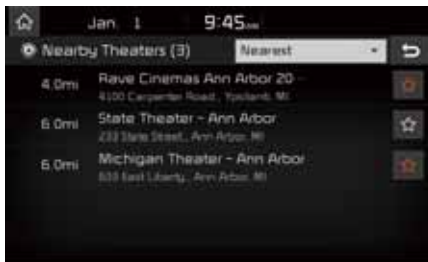 Jan. 1 9:45
Nearby Theaters (3) Nearest
4.0mi Rave Cinemas Ann Arbor 20
4100 Carpenter Road, Ypsilanti, MI
6.0mi State Theater - Ann Arbor
233 State Street, Ann Arbor, MI
6.0mi Michigan Theater - Ann Arbor
603 East Liberty, Ann Arbor, MI